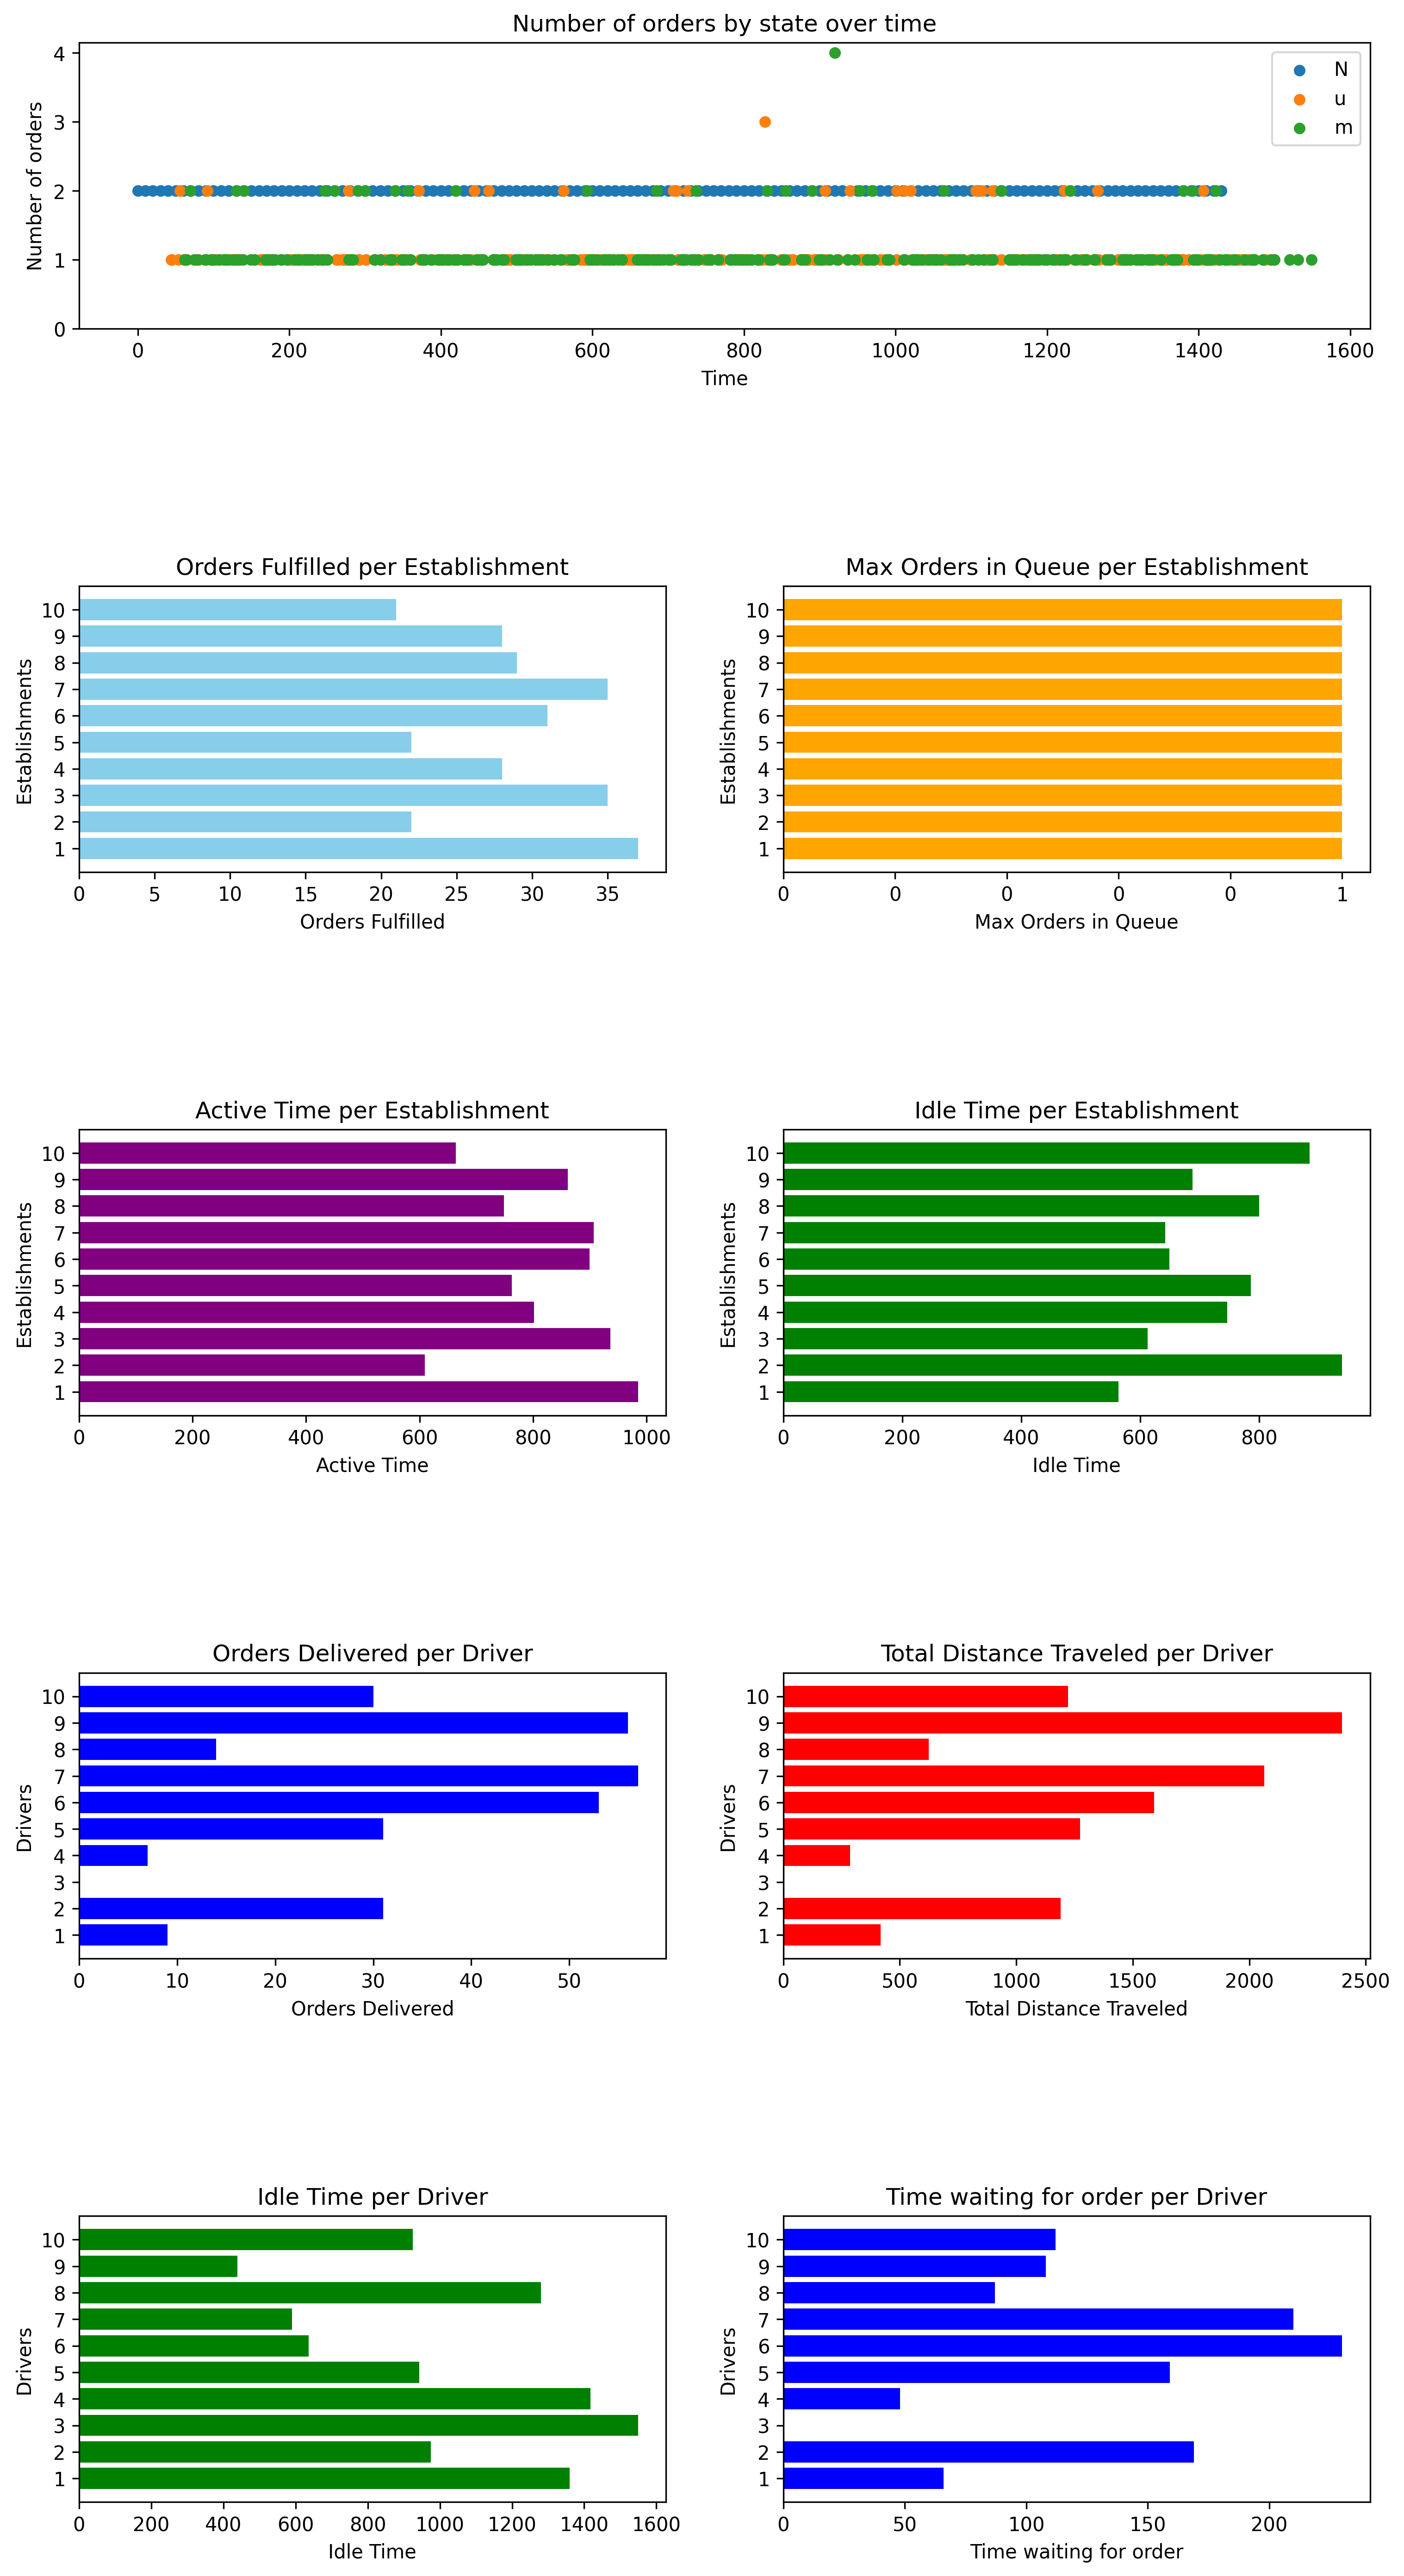 Number of orders by state over time
Number of orders
4
3
2
1
0
N
u
m
0 200 400 600 800 1000 1200 1400 1600
Time
Orders Fulfilled per Establishment
Establishments
10
9
8
7
6
5
4
3
2
1
0 5 10 15 20 25 30 35
Orders Fulfilled
Max Orders in Queue per Establishment
Establishments
10
9
8
7
6
5
4
3
2
1
0 0 0 0 0 1
Max Orders in Queue
Active Time per Establishment
Establishments
10
9
8
7
6
5
4
3
2
1
0 200 400 600 800 1000
Active Time
Idle Time per Establishment
Establishments
10
9
8
7
6
5
4
3
2
1
0 200 400 600 800
Idle Time
Orders Delivered per Driver
Drivers
10
9
8
7
6
5
4
3
2
1
0 10 20 30 40 50
Orders Delivered
Total Distance Traveled per Driver
Drivers
10
9
8
7
6
5
4
3
2
1
0 500 1000 1500 2000 2500
Total Distance Traveled
Idle Time per Driver
Drivers
10
9
8
7
6
5
4
3
2
1
0 200 400 600 800 1000 1200 1400 1600
Idle Time
Time waiting for order per Driver
Drivers
10
9
8
7
6
5
4
3
2
1
0 50 100 150 200
Time waiting for order